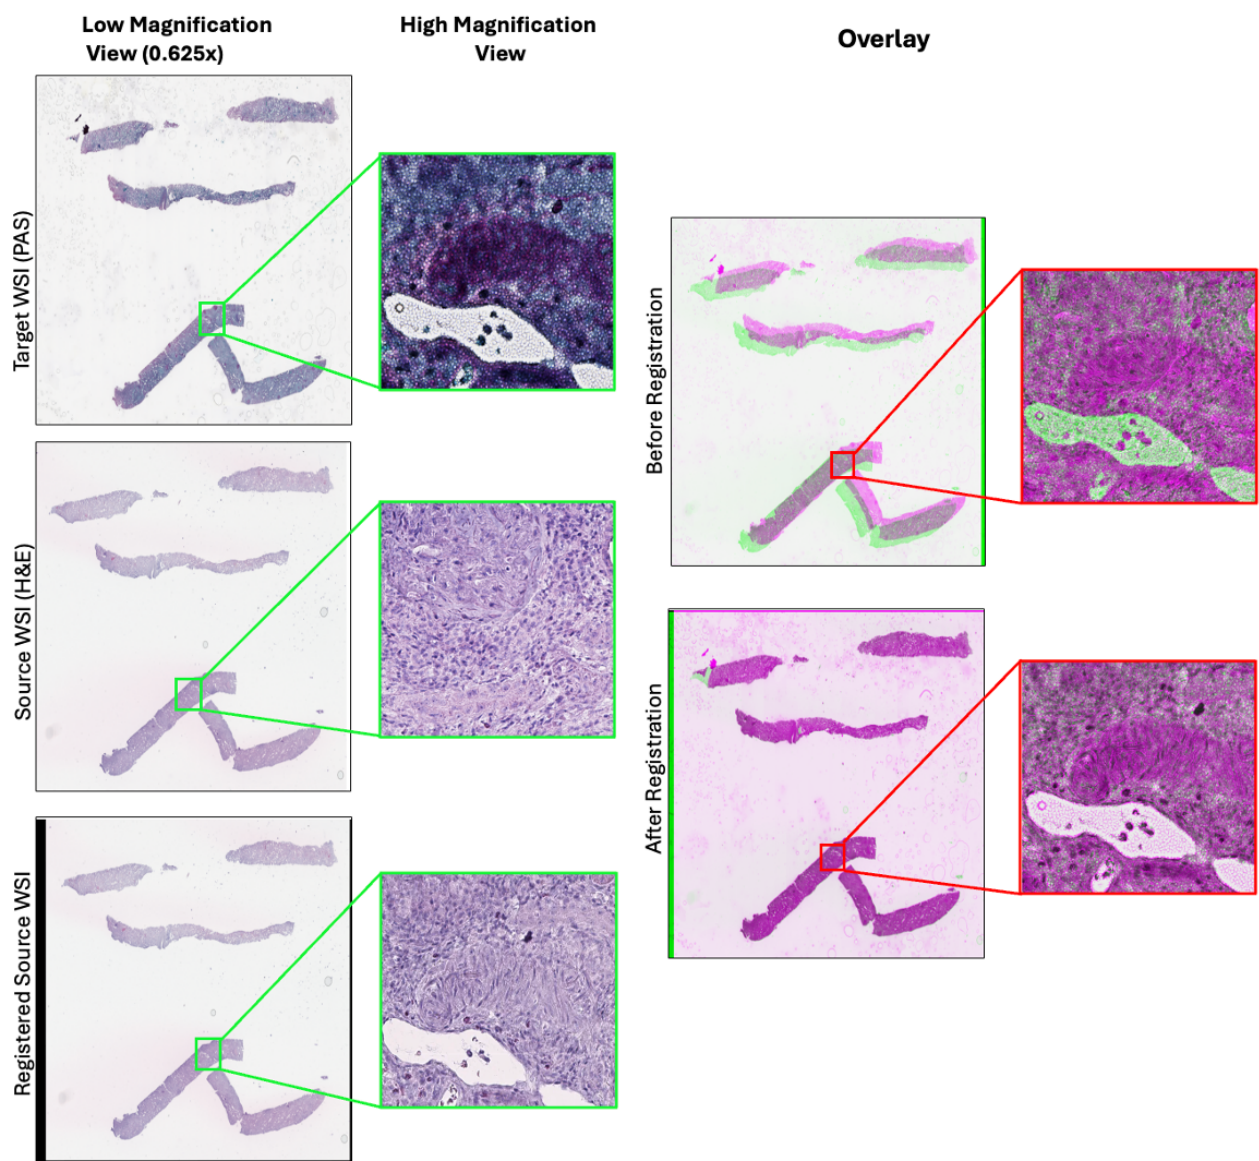 Low Magnification
View (0.625x)
High Magnification
View
Overlay
Target WSI (PAS)
Source WSI (H&E)
Registered Source WSI
Before Registration
After Registration